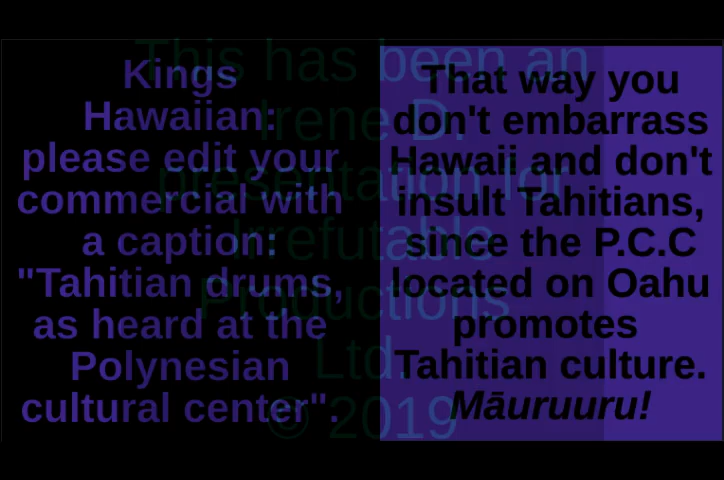 Kings
Hawaiian:
please edit your
commercial with
a caption:
"Tahitian drums,
as heard at the
Polynesian
cultural center".
That way you
don't embarrass
Hawaii and don't
insult Tahitians,
since the P.C.C
located on Oahu
promotes
Tahitian culture.
Māuruuru!
This has been an
Irene D.
presentation for
Irrefutable
Productions
Ltd.
© 2019